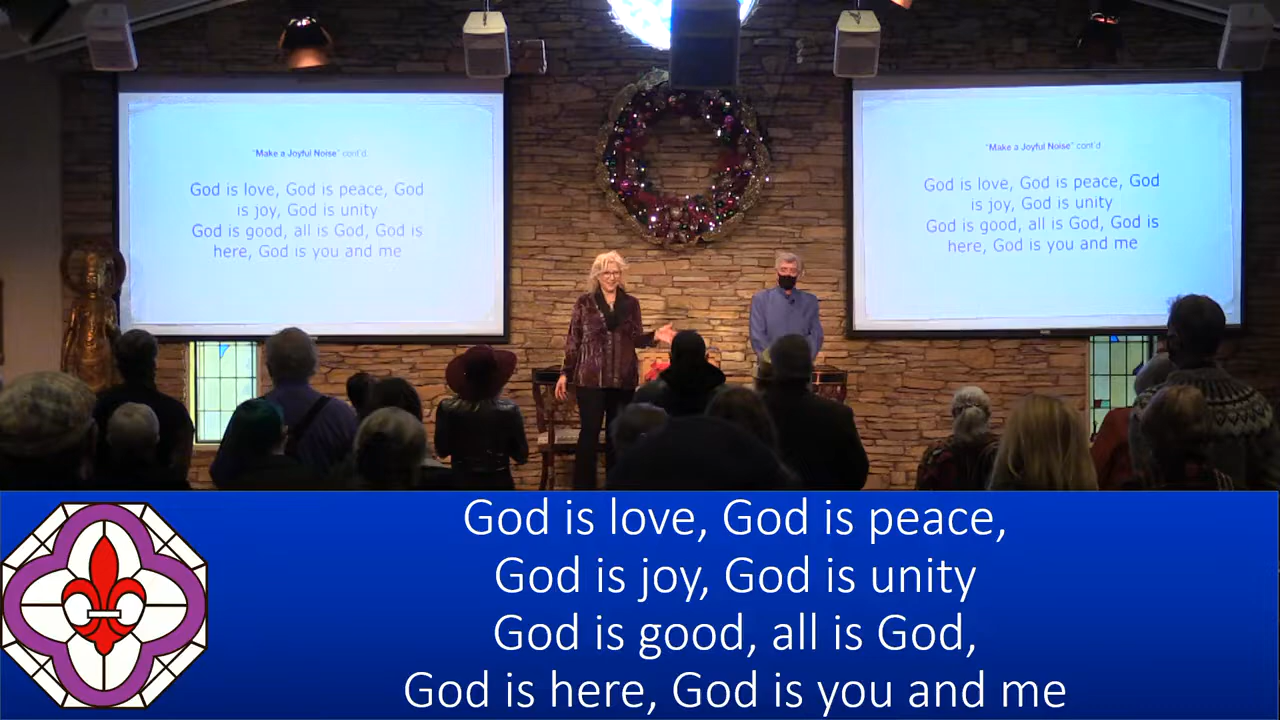 "Make a Joyful Noise" cont'd.
God is love, God is peace, God
is joy, God is unity
God is good, all is God, God is
here, God is you and me
"Make a Joyful Noise" cont'd
God is love, God is peace, God
is joy, God is unity
God is good, all is God, God is
here, God is you and me
God is love, God is peace,
God is joy, God is unity
God is good, all is God,
God is here, God is you and me